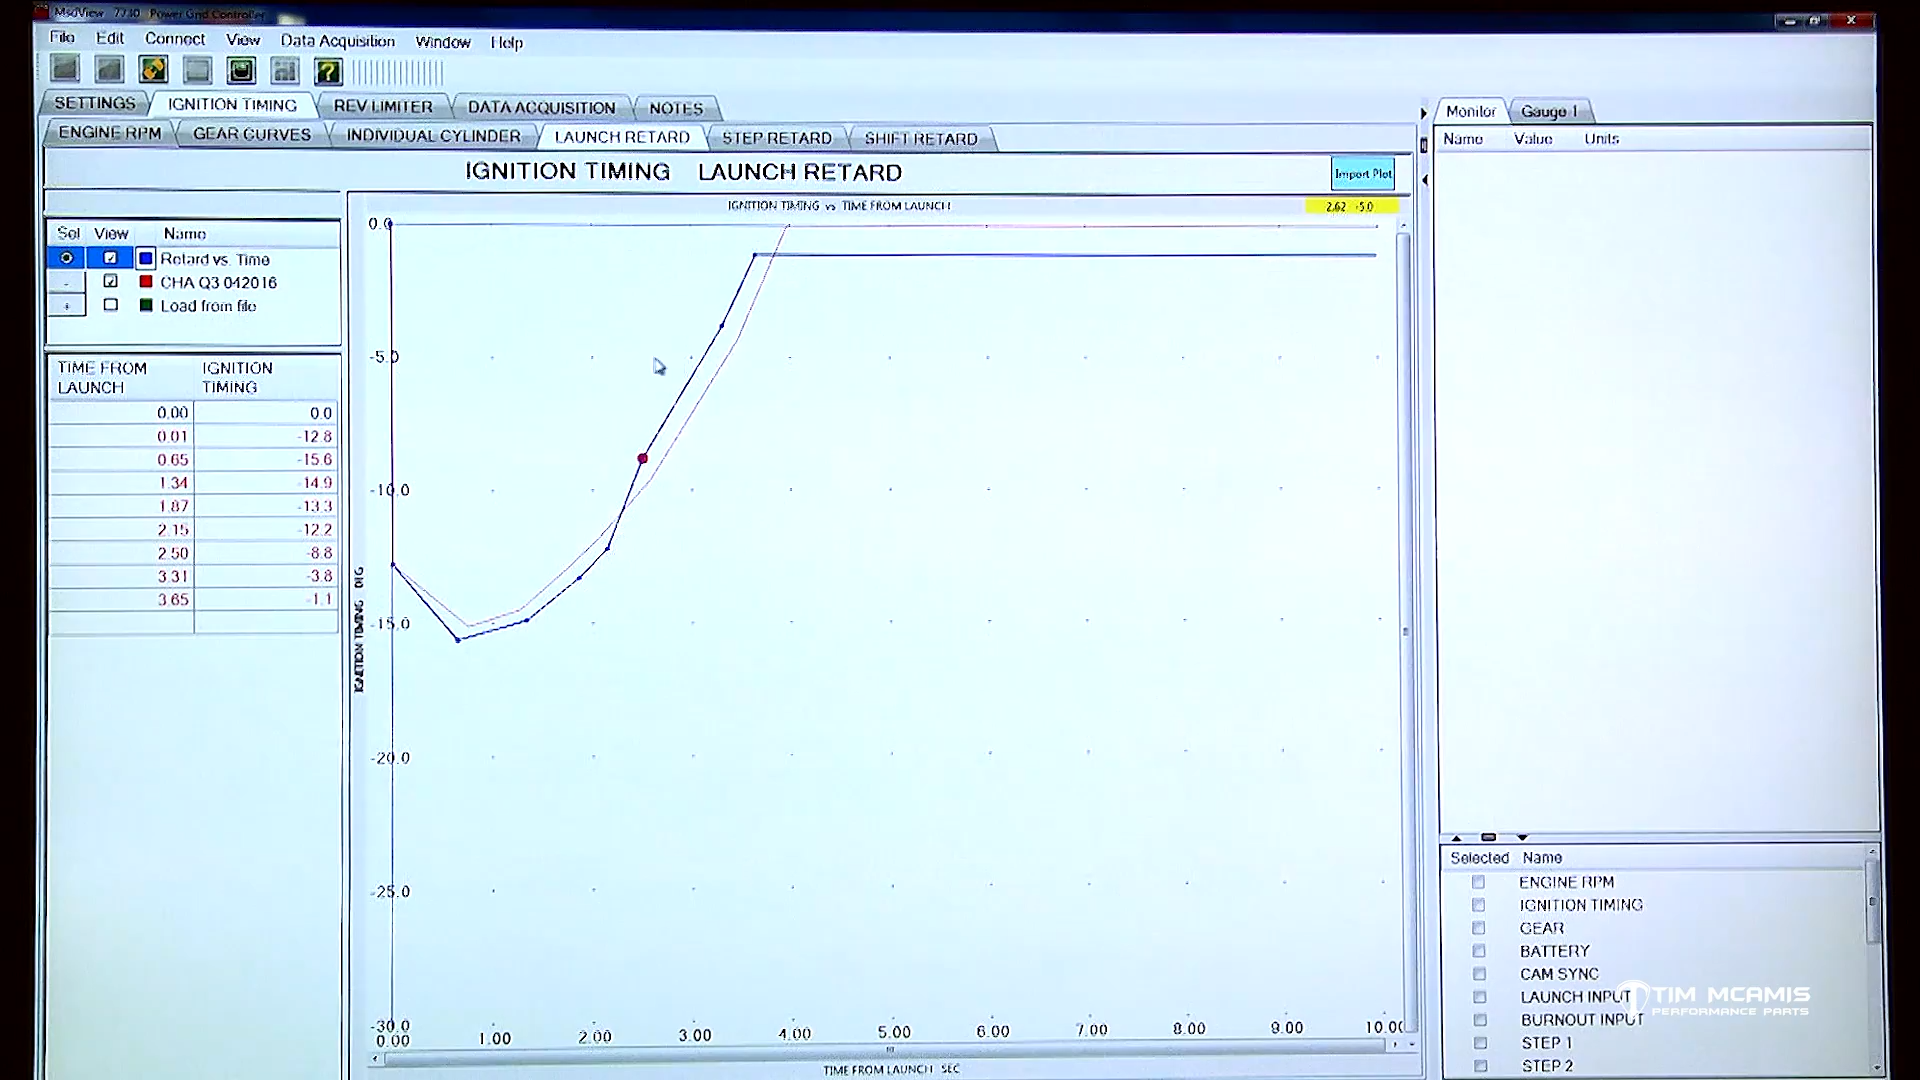 MsdView 7730 Power Grid Controller
File Edit Connect View Data Acquisition Window Help
SETTINGS IGNITION TIMING REV LIMITER DATA ACQUISITION NOTES
ENGINE RPM GEAR CURVES INDIVIDUAL CYLINDER LAUNCH RETARD STEP RETARD SHIFT RETARD
IGNITION TIMING LAUNCH RETARD
Import Plot
IGNITION TIMING vs TIME FROM LAUNCH
2.62 -5.0
Sel View Name
Retard vs. Time
- CHA Q3 042016
+ Load from file
TIME FROM LAUNCH IGNITION TIMING
0.00 0.0
0.01 -12.8
0.65 -15.6
1.34 -14.9
1.87 -13.3
2.15 -12.2
2.50 -8.8
3.31 -3.8
3.65 -1.1
0.0
-5.0
-10.0
-15.0
-20.0
-25.0
-30.0
IGNITION TIMING DEG
0.00 1.00 2.00 3.00 4.00 5.00 6.00 7.00 8.00 9.00 10.00
TIME FROM LAUNCH SEC
Monitor Gauge 1
Name Value Units
Selected Name
ENGINE RPM
IGNITION TIMING
GEAR
BATTERY
CAM SYNC
LAUNCH INPUT
BURNOUT INPUT
STEP 1
STEP 2
TIM MCAMIS
PERFORMANCE PARTS